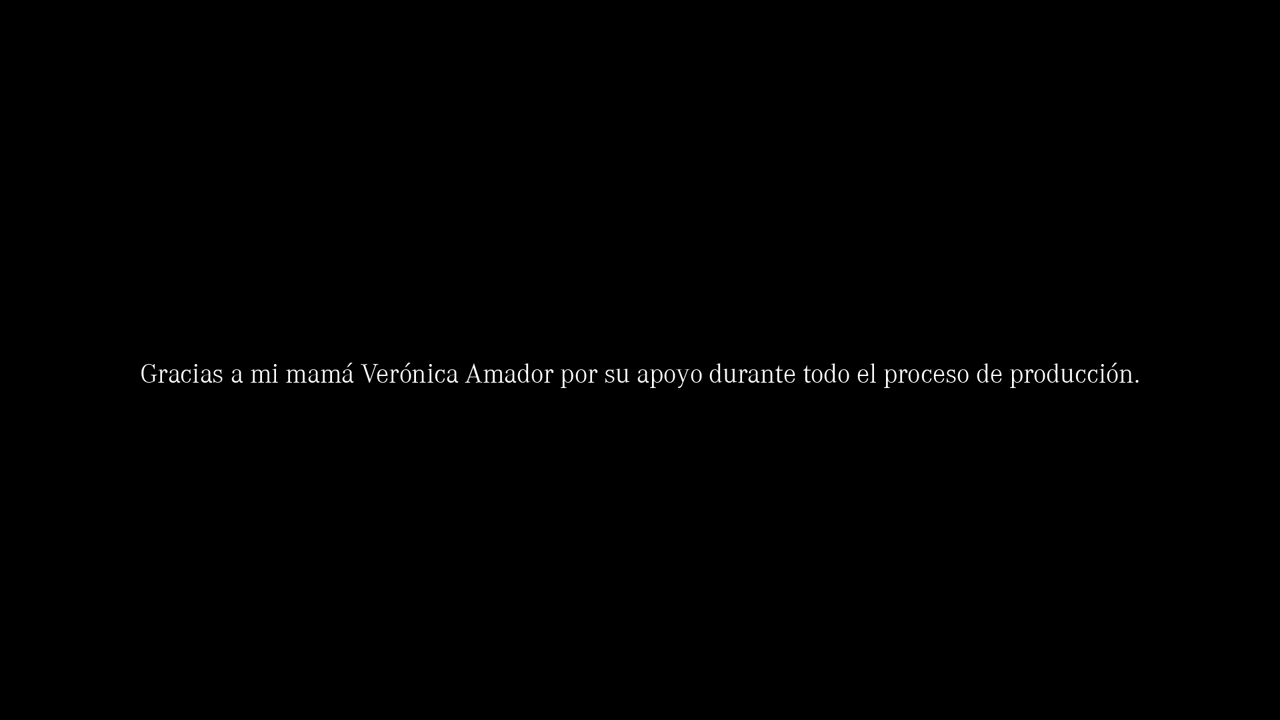 Gracias a mi mamá Verónica Amador por su apoyo durante todo el proceso de producción.